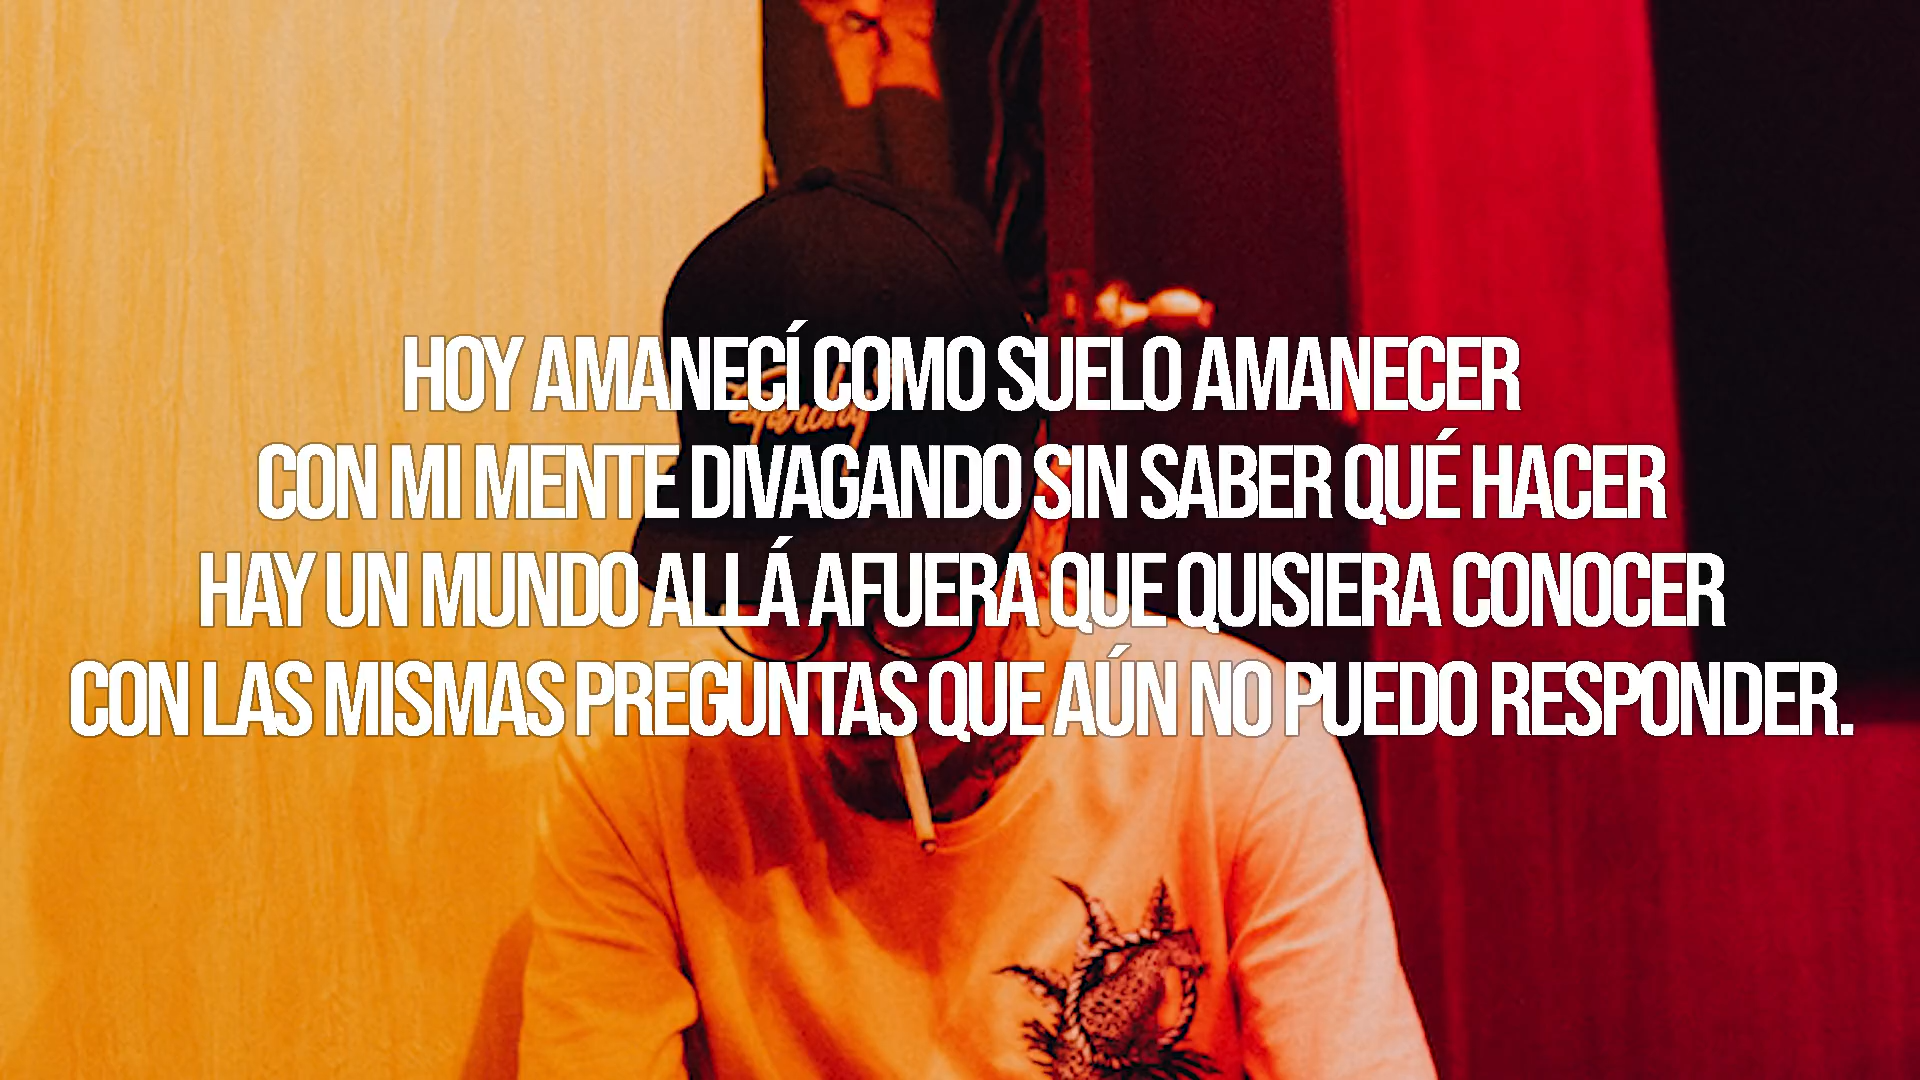 HOY AMANECÍ COMO SUELO AMANECER
CON MI MENTE DIVAGANDO SIN SABER QUÉ HACER
HAY UN MUNDO ALLÁ AFUERA QUE QUISIERA CONOCER
CON LAS MISMAS PREGUNTAS QUE AÚN NO PUEDO RESPONDER.